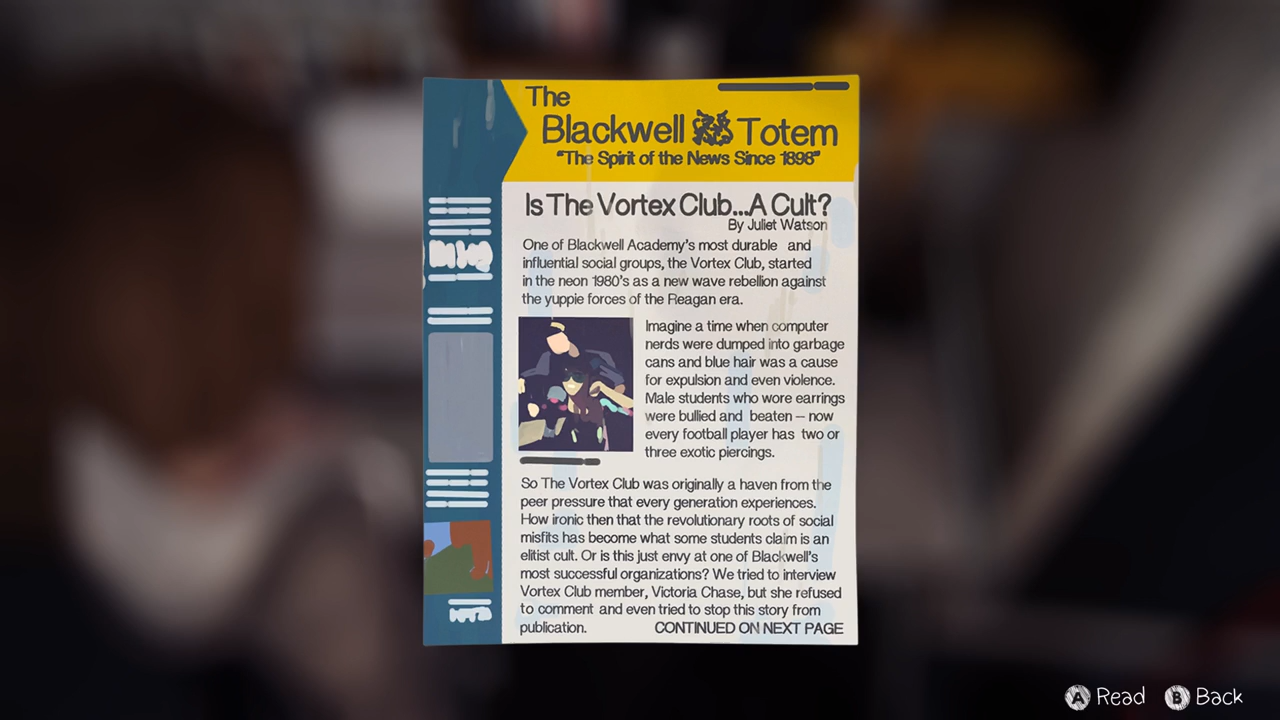 The
Blackwell Totem
"The Spirit of the News Since 1898"
Is The Vortex Club...A Cult?
By Juliet Watson
One of Blackwell Academy's most durable and
influential social groups, the Vortex Club, started
in the neon 1980's as a new wave rebellion against
the yuppie forces of the Reagan era.
Imagine a time when computer
nerds were dumped into garbage
cans and blue hair was a cause
for expulsion and even violence.
Male students who wore earrings
were bullied and beaten – now
every football player has two or
three exotic piercings.
So The Vortex Club was originally a haven from the
peer pressure that every generation experiences.
How ironic then that the revolutionary roots of social
misfits has become what some students claim is an
elitist cult. Or is this just envy at one of Blackwell's
most successful organizations? We tried to interview
Vortex Club member, Victoria Chase, but she refused
to comment and even tried to stop this story from
publication.
CONTINUED ON NEXT PAGE
A Read B Back